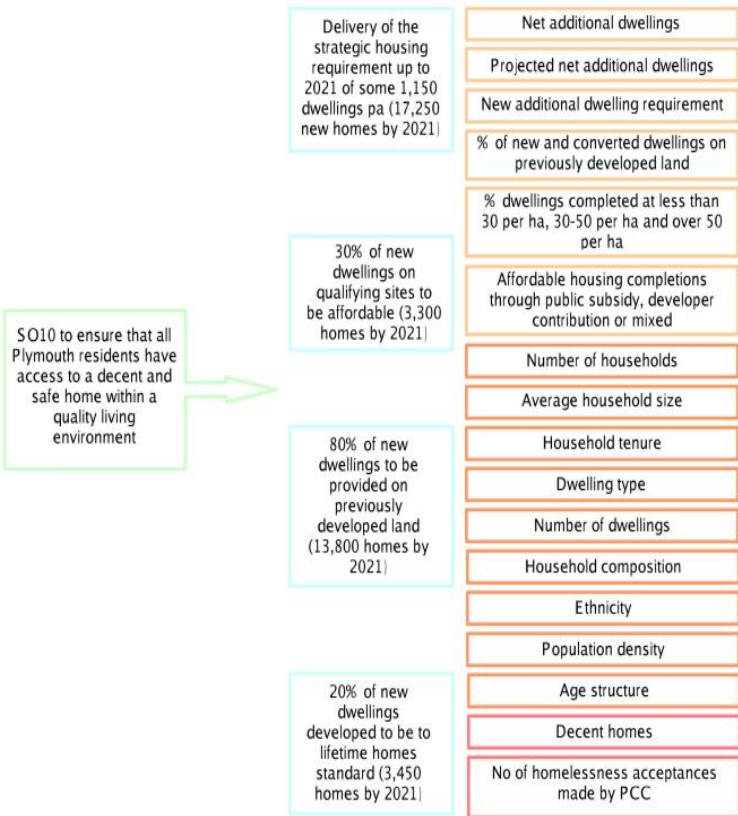 SO10 to ensure that all
Plymouth residents have
access to a decent and
safe home within a
quality living
environment
Delivery of the
strategic housing
requirement up to
2021 of some 1,150
dwellings pa (17,250
new homes by 2021)
30% of new
dwellings on
qualifying sites to
be affordable (3,300
homes by 2021)
80% of new
dwellings to be
provided on
previously
developed land
(13,800 homes by
2021)
20% of new
dwellings
developed to be to
lifetime homes
standard (3,450
homes by 2021)
Net additional dwellings
Projected net additional dwellings
New additional dwelling requirement
% of new and converted dwellings on
previously developed land
% dwellings completed at less than
30 per ha, 30-50 per ha and over 50
per ha
Affordable housing completions
through public subsidy, developer
contribution or mixed
Number of households
Average household size
Household tenure
Dwelling type
Number of dwellings
Household composition
Ethnicity
Population density
Age structure
Decent homes
No of homelessness acceptances
made by PCC